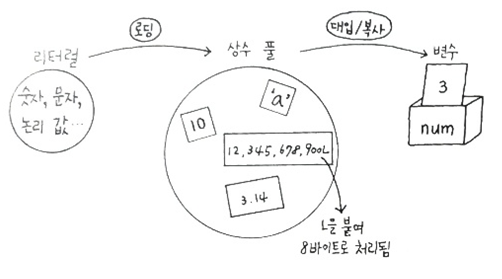 로딩
대입/복사
리터럴
상수 풀
변수
숫자, 문자,
논리 값…
'a'
10
3
num
12,345,678,900L
3.14
L을 붙여
8바이트로 처리됨